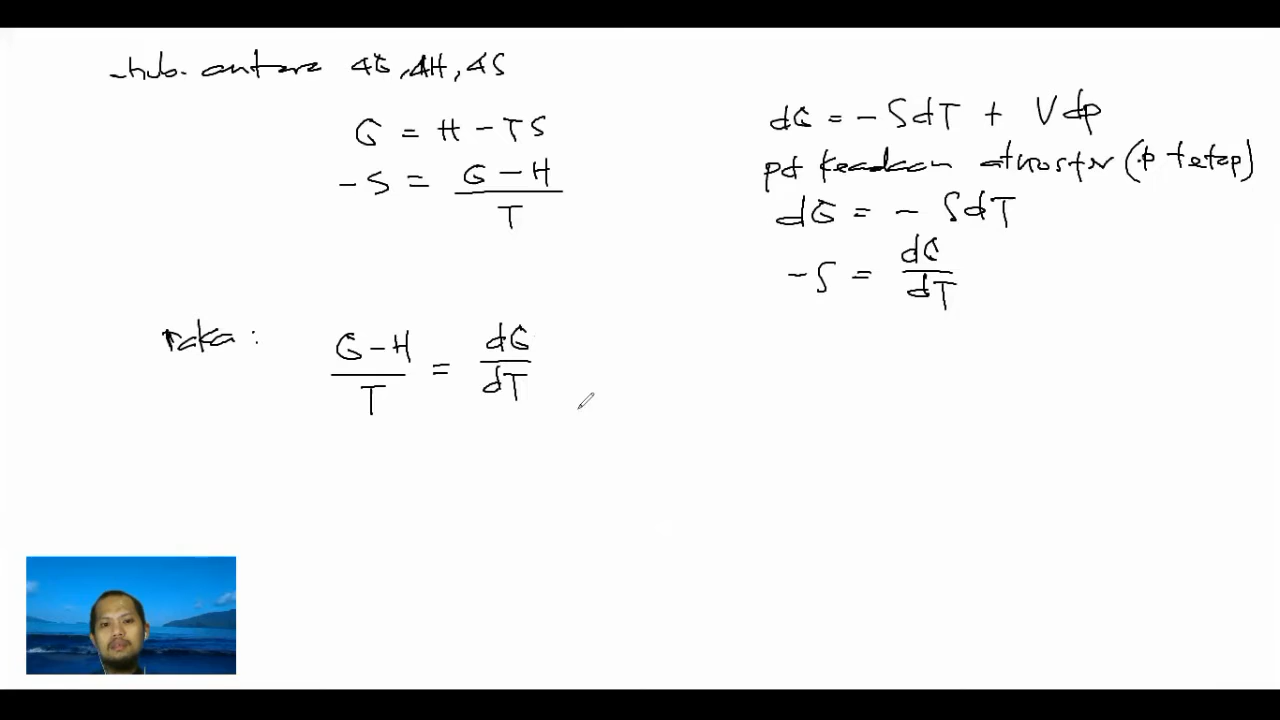 -hub. antara ΔG, ΔH, ΔS
G = H - TS
-S = (G - H)/T
dG = -SdT + Vdp
pd keadaan atmosfer (p tetap)
dG = - SdT
-S = dG/dT
maka : (G - H)/T = dG/dT